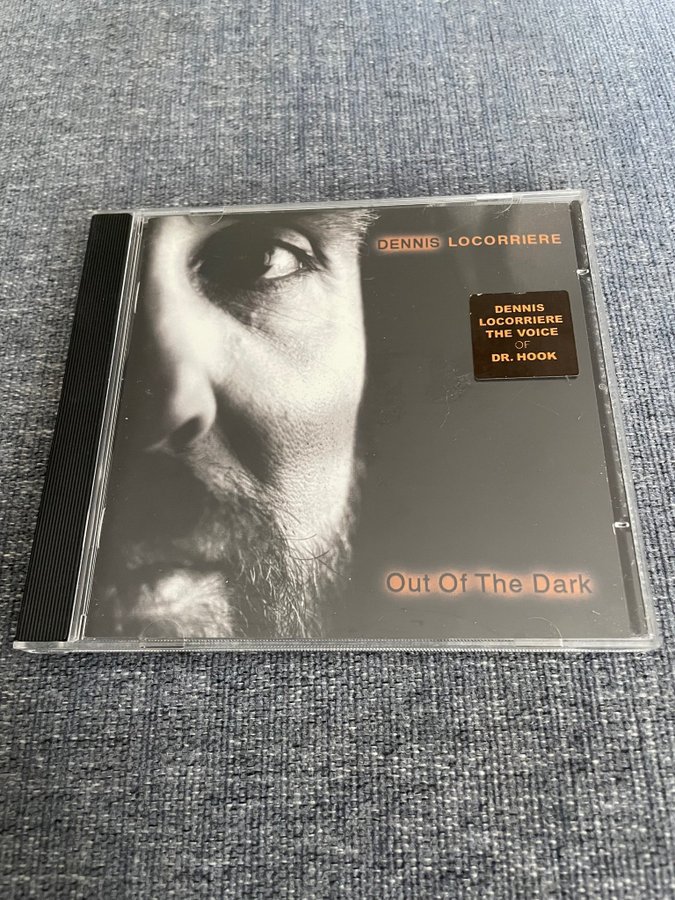 DENNIS LOCORRIERE
DENNIS
LOCORRIERE
THE VOICE
OF
DR. HOOK
Out Of The Dark